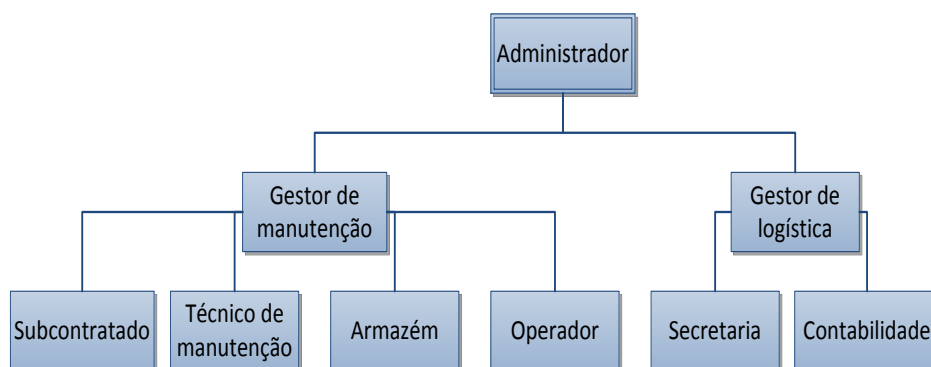 Administrador
Gestor de
manutenção
Gestor de
logística
Subcontratado
Técnico de
manutenção
Armazém
Operador
Secretaria
Contabilidade